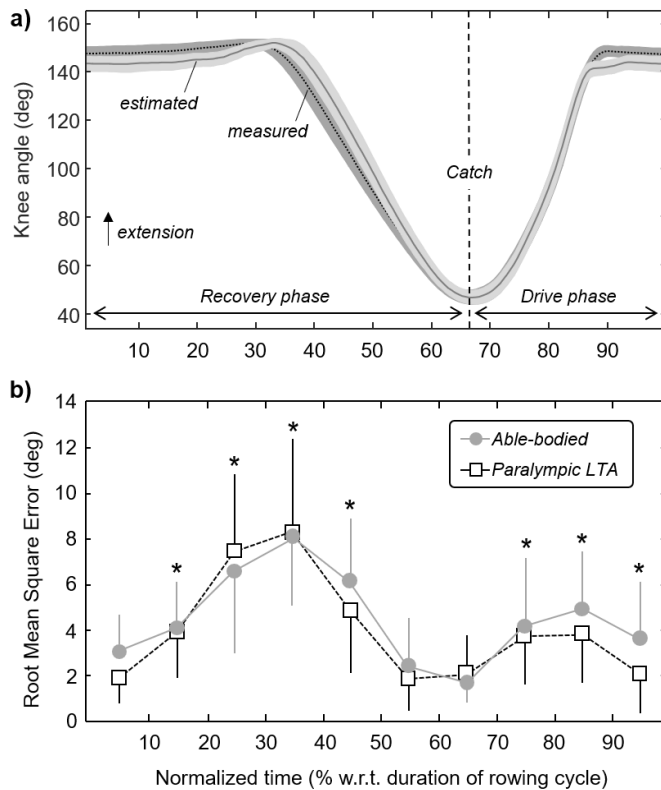 a)
160
140
120
100
80
60
40
Knee angle (deg)
estimated
measured
Catch
extension
Recovery phase
Drive phase
10 20 30 40 50 60 70 80 90
b)
14
12
10
8
6
4
2
0
Root Mean Square Error (deg)
* * * * * * * *
Able-bodied
Paralympic LTA
10 20 30 40 50 60 70 80 90
Normalized time (% w.r.t. duration of rowing cycle)